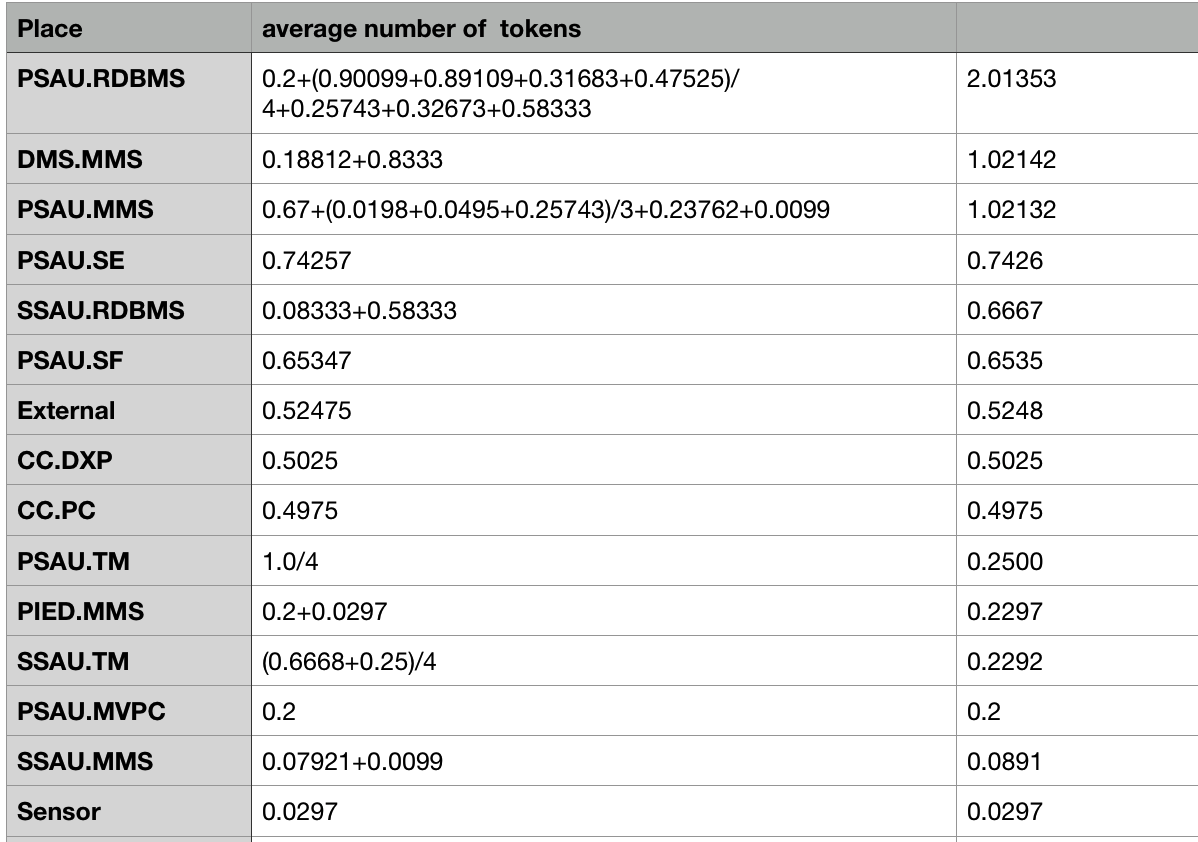 Place average number of  tokens
PSAU.RDBMS 0.2+(0.90099+0.89109+0.31683+0.47525)/ 2.01353
4+0.25743+0.32673+0.58333
DMS.MMS 0.18812+0.8333 1.02142
PSAU.MMS 0.67+(0.0198+0.0495+0.25743)/3+0.23762+0.0099 1.02132
PSAU.SE 0.74257 0.7426
SSAU.RDBMS 0.08333+0.58333 0.6667
PSAU.SF 0.65347 0.6535
External 0.52475 0.5248
CC.DXP 0.5025 0.5025
CC.PC 0.4975 0.4975
PSAU.TM 1.0/4 0.2500
PIED.MMS 0.2+0.0297 0.2297
SSAU.TM (0.6668+0.25)/4 0.2292
PSAU.MVPC 0.2 0.2
SSAU.MMS 0.07921+0.0099 0.0891
Sensor 0.0297 0.0297